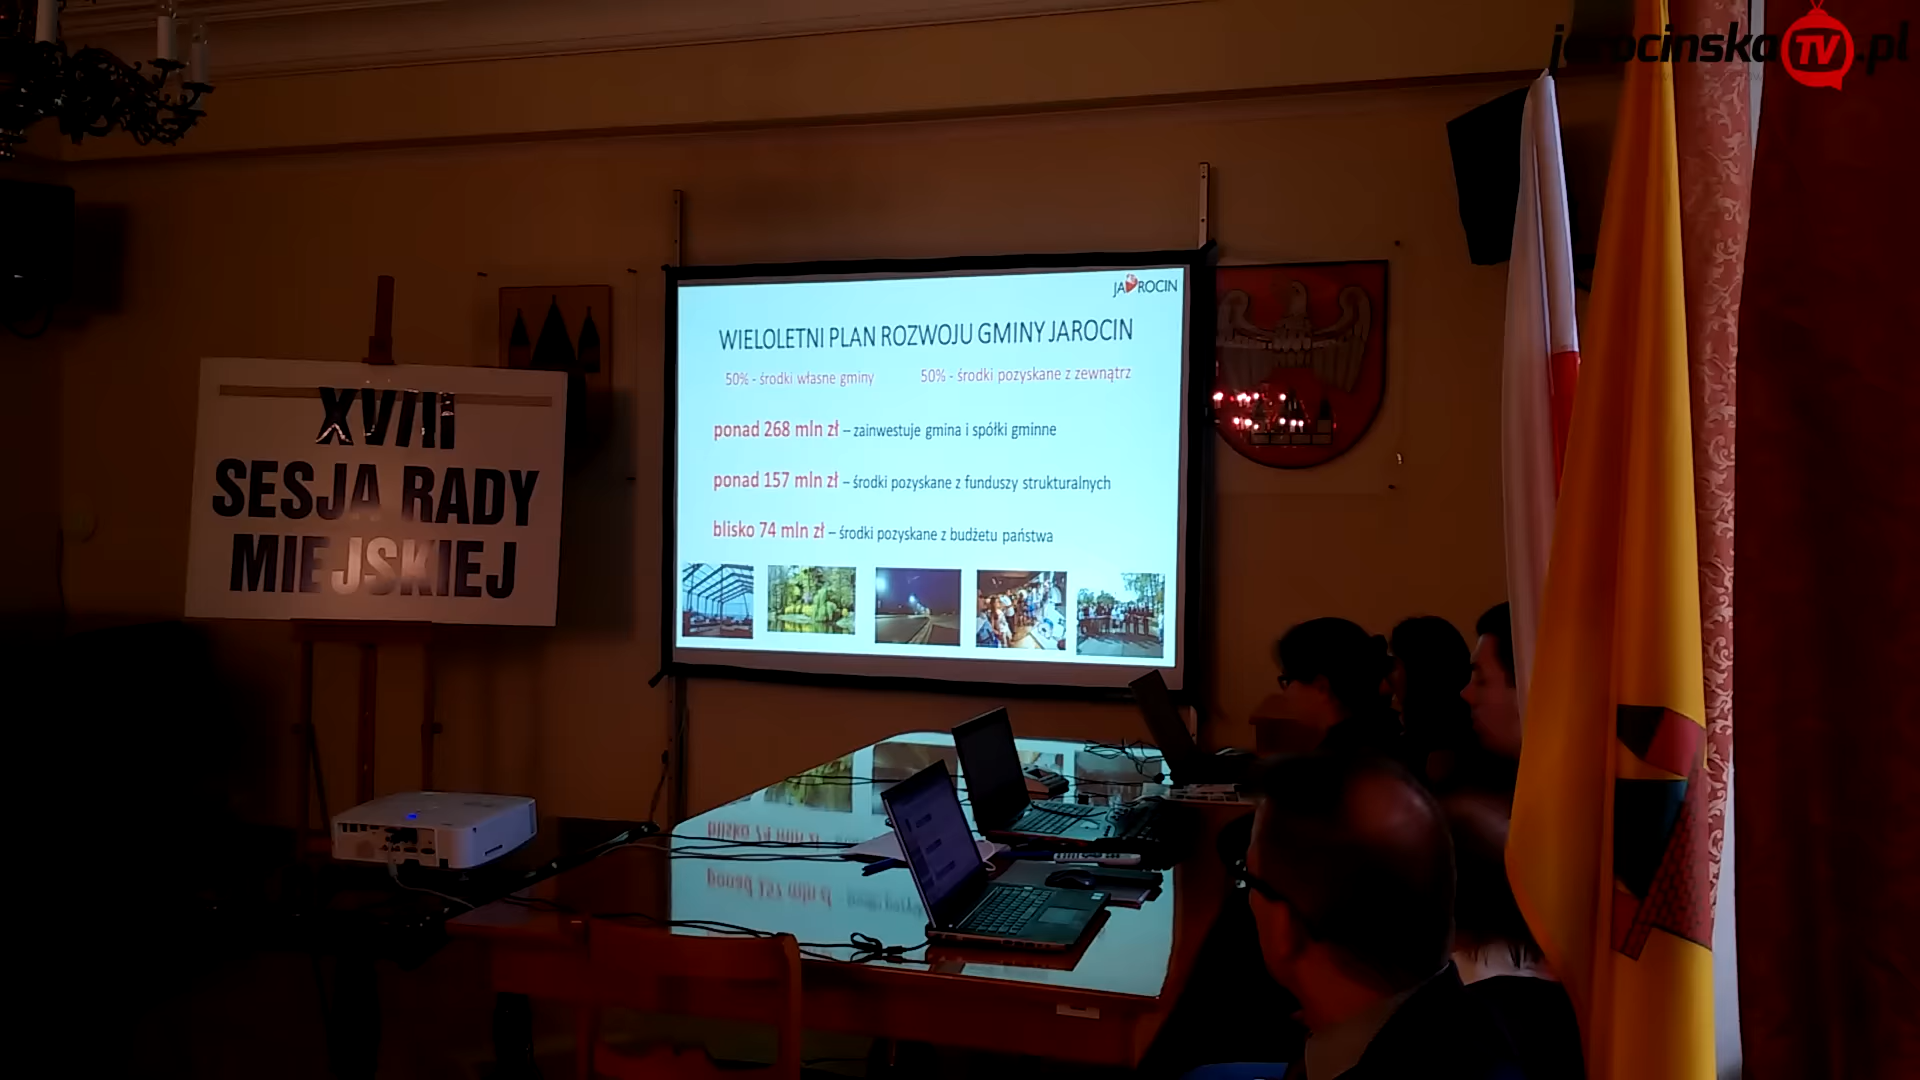 jarocinska TV .pl
XVIII
SESJA RADY
MIEJSKIEJ
JAROCIN
WIELOLETNI PLAN ROZWOJU GMINY JAROCIN
50% - środki własne gminy 50% - środki pozyskane z zewnątrz
ponad 268 mln zł – zainwestuje gmina i spółki gminne
ponad 157 mln zł – środki pozyskane z funduszy strukturalnych
blisko 74 mln zł – środki pozyskane z budżetu państwa